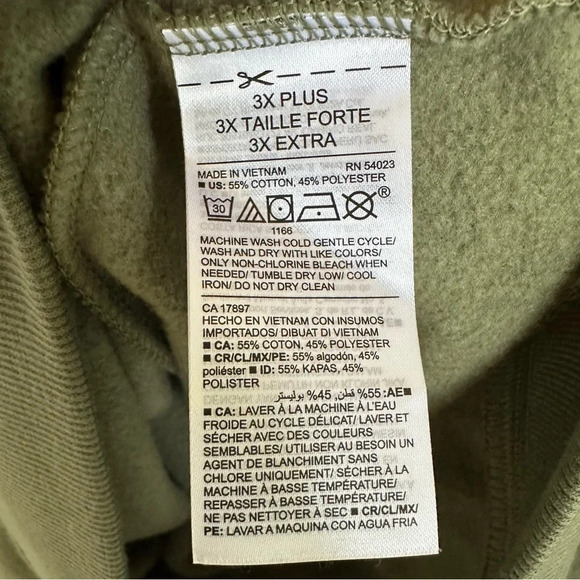 3X PLUS
3X TAILLE FORTE
3X EXTRA
MADE IN VIETNAM RN 54023
■ US: 55% COTTON, 45% POLYESTER
30 ®
1166
MACHINE WASH COLD GENTLE CYCLE/
WASH AND DRY WITH LIKE COLORS/
ONLY NON-CHLORINE BLEACH WHEN
NEEDED/ TUMBLE DRY LOW/ COOL
IRON/ DO NOT DRY CLEAN
CA 17897
HECHO EN VIETNAM CON INSUMOS
IMPORTADOS/ DIBUAT DI VIETNAM
■ CA: 55% COTTON, 45% POLYESTER
■ CR/CL/MX/PE: 55% algodón, 45%
poliéster ■ ID: 55% KAPAS, 45%
POLISTER
■ AE: 55% قطن, 45% بوليستر
■ CA: LAVER À LA MACHINE À L'EAU
FROIDE AU CYCLE DÉLICAT/ LAVER ET
SÉCHER AVEC DES COULEURS
SEMBLABLES/ UTILISER AU BESOIN UN
AGENT DE BLANCHIMENT SANS
CHLORE UNIQUEMENT/ SÉCHER À LA
MACHINE À BASSE TEMPÉRATURE/
REPASSER À BASSE TEMPÉRATURE/
NE PAS NETTOYER À SEC ■ CR/CL/MX/
PE: LAVAR A MAQUINA CON AGUA FRIA